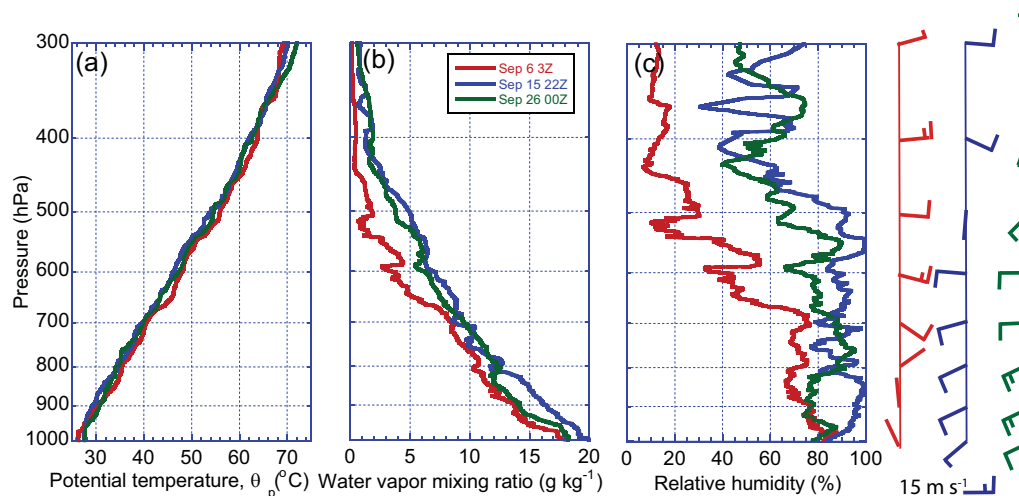 (a)
(b)
(c)
Sep 6 3Z
Sep 15 22Z
Sep 26 00Z
Pressure (hPa)
300
400
500
600
700
800
900
1000
30 40 50 60 70
0 5 10 15 20
0 20 40 60 80 100
Potential temperature, θp(°C)
Water vapor mixing ratio (g kg-1)
Relative humidity (%)
15 m s-1